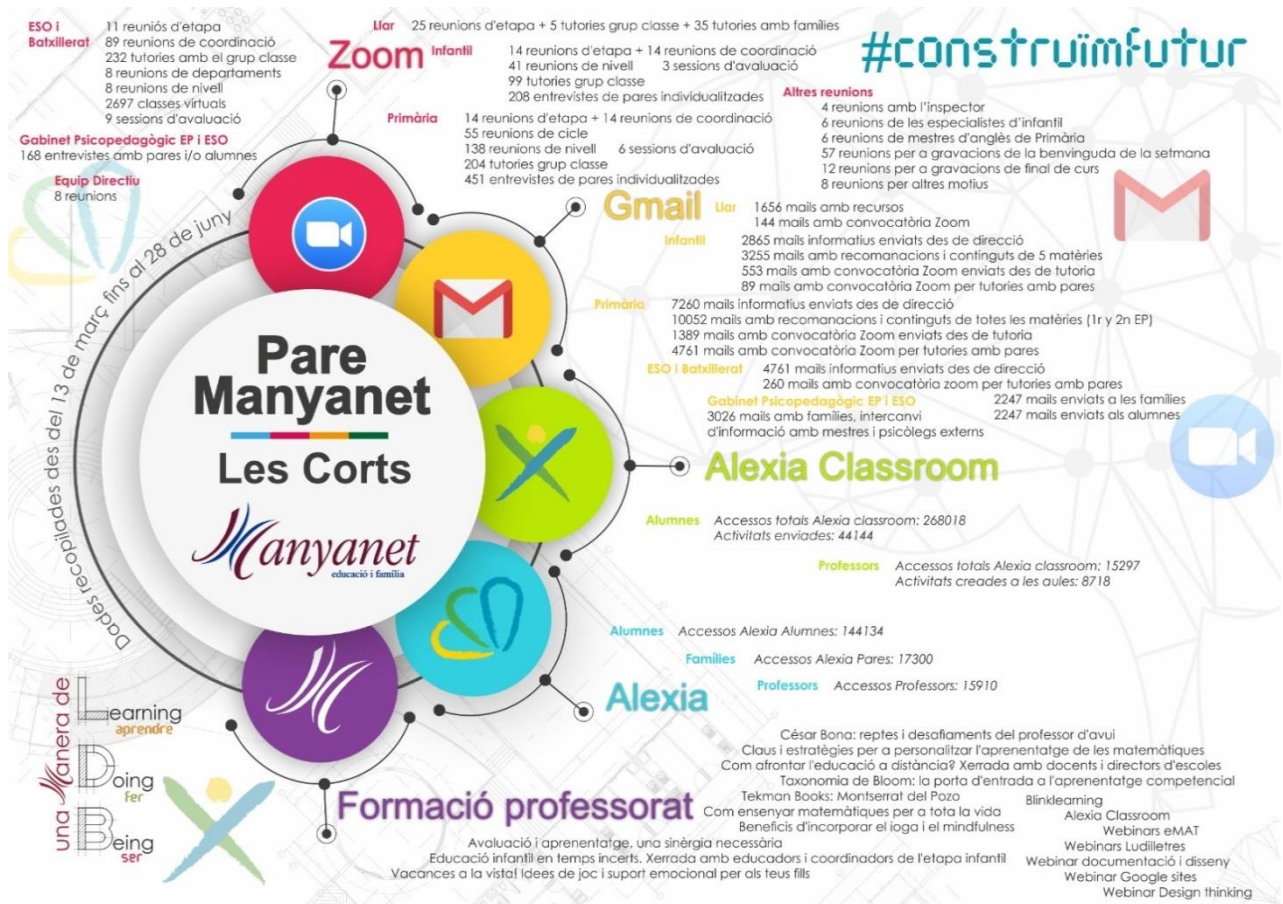 ESO i
Batxillerat
11 reuniós d'etapa
89 reunions de coordinació
232 tutories amb el grup classe
8 reunions de departaments
8 reunions de nivell
2697 classes virtuals
9 sessions d'avaluació
Gabinet Psicopedagògic EP i ESO
168 entrevistes amb pares i/o alumnes
Equip Directiu
8 reunions
Zoom
Llar 25 reunions d'etapa + 5 tutories grup classe + 35 tutories amb famílies
Infantil 14 reunions d'etapa + 14 reunions de coordinació
41 reunions de nivell 3 sessions d'avaluació
99 tutories grup classe
208 entrevistes de pares individualitzades
Primària 14 reunions d'etapa + 14 reunions de coordinació
55 reunions de cicle
138 reunions de nivell 6 sessions d'avaluació
204 tutories grup classe
451 entrevistes de pares individualitzades
#construïmfutur
Altres reunions
4 reunions amb l'inspector
6 reunions de les especialistes d'infantil
6 reunions de mestres d'anglès de Primària
57 reunions per a gravacions de la benvinguda de la setmana
12 reunions per a gravacions de final de curs
8 reunions per altres motius
Gmail
Llar 1656 mails amb recursos
144 mails amb convocatòria Zoom
Infantil 2865 mails informatius enviats des de direcció
3255 mails amb recomanacions i continguts de 5 matèries
553 mails amb convocatòria Zoom enviats des de tutoria
89 mails amb convocatòria Zoom per tutories amb pares
Primària 7260 mails informatius enviats des de direcció
10052 mails amb recomanacions i continguts de totes les matèries (1r y 2n EP)
1389 mails amb convocatòria Zoom enviats des de tutoria
4761 mails amb convocatòria Zoom per tutories amb pares
ESO i Batxillerat 4761 mails informatius enviats des de direcció
260 mails amb convocatòria zoom per tutories amb pares
Gabinet Psicopedagògic EP i ESO
3026 mails amb famílies, intercanvi
d'informació amb mestres i psicòlegs externs
2247 mails enviats a les famílies
2247 mails enviats als alumnes
Dades recopilades des del 13 de març fins al 28 de juny
Pare
Manyanet
Les Corts
Manyanet
educació i família
Alexia Classroom
Alumnes Accessos totals Alexia classroom: 268018
Activitats enviades: 44144
Professors Accessos totals Alexia classroom: 15297
Activitats creades a les aules: 8718
Alexia
Alumnes Accessos Alexia Alumnes: 144134
Famílies Accessos Alexia Pares: 17300
Professors Accessos Professors: 15910
una Manera de
Learning
aprendre
Doing
fer
Being
ser
Formació professorat
César Bona: reptes i desafiaments del professor d'avui
Claus i estratègies per a personalitzar l'aprenentatge de les matemàtiques
Com afrontar l'educació a distància? Xerrada amb docents i directors d'escoles
Taxonomia de Bloom: la porta d'entrada a l'aprenentatge competencial
Tekman Books: Montserrat del Pozo
Com ensenyar matemàtiques per a tota la vida
Beneficis d'incorporar el ioga i el mindfulness
Avaluació i aprenentatge, una sinèrgia necessària
Educació infantil en temps incerts. Xerrada amb educadors i coordinadors de l'etapa infantil
Vacances a la vista! Idees de joc i suport emocional per als teus fills
Blinklearning
Alexia Classroom
Webinars eMAT
Webinars Ludilletres
Webinar documentació i disseny
Webinar Google sites
Webinar Design thinking